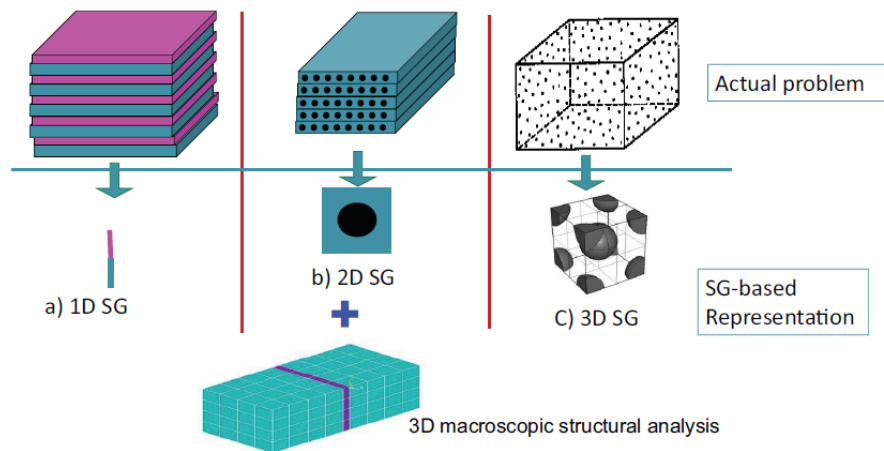 Actual problem
a) 1D SG
b) 2D SG
C) 3D SG
SG-based
Representation
3D macroscopic structural analysis